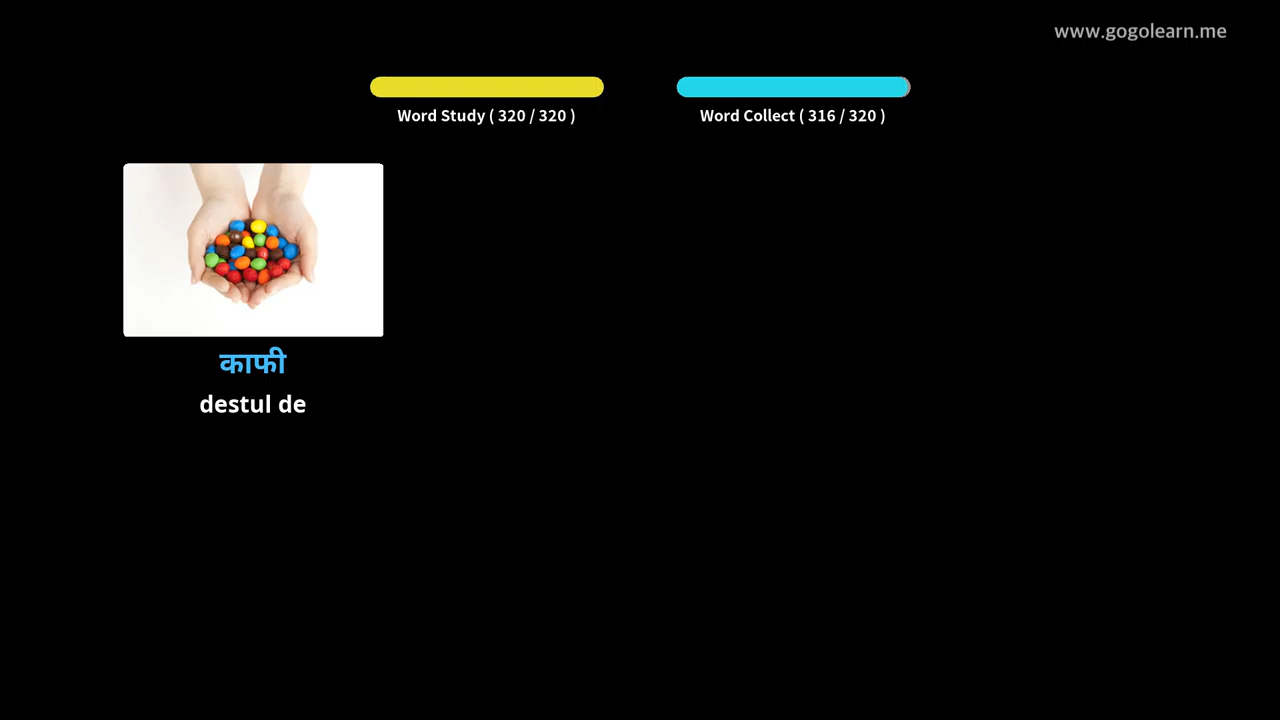 www.gogolearn.me
Word Study ( 320 / 320 )
Word Collect ( 316 / 320 )
काफी
destul de